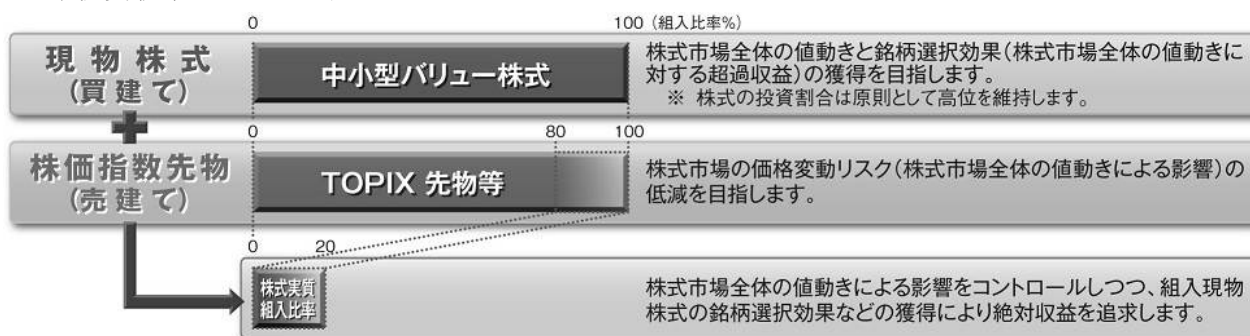 0 100（組入比率%）
現物株式
（買建て）
中小型バリュー株式
株式市場全体の値動きと銘柄選択効果（株式市場全体の値動きに
対する超過収益）の獲得を目指します。
※ 株式の投資割合は原則として高位を維持します。
0 80 100
株価指数先物
（売建て）
TOPIX 先物等
株式市場の価格変動リスク（株式市場全体の値動きによる影響）の
低減を目指します。
0 20
株式実質
組入比率
株式市場全体の値動きによる影響をコントロールしつつ、組入現物
株式の銘柄選択効果などの獲得により絶対収益を追求します。